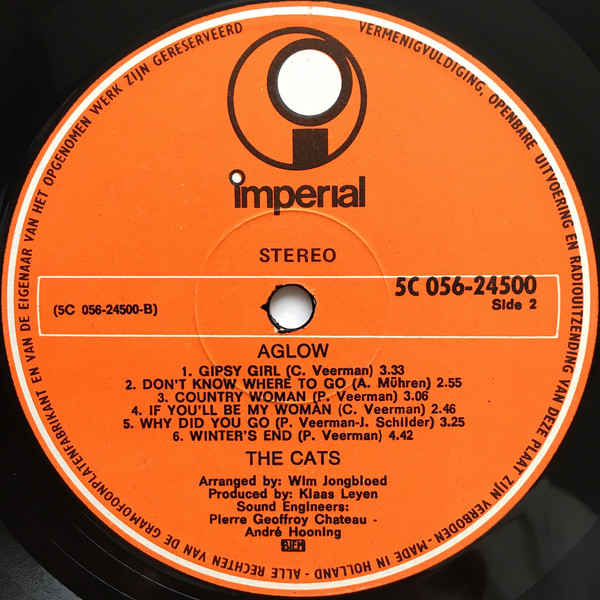 VERMENIGVULDIGING, OPENBARE UITVOERING EN RADIOUITZENDING VAN DEZE PLAAT ZIJN VERBODEN - MADE IN HOLLAND - ALLE RECHTEN VAN DE GRAMOFOONPLATENFABRIKANT EN VAN DE EIGENAAR VAN HET OPGENOMEN WERK ZIJN GERESERVEERD
imperial
STEREO
5C 056-24500
(5C 056-24500-B)
Side 2
AGLOW
1. GIPSY GIRL (C. Veerman) 3.33
2. DON'T KNOW WHERE TO GO (A. Mühren) 2.55
3. COUNTRY WOMAN (P. Veerman) 3.06
4. IF YOU'LL BE MY WOMAN (C. Veerman) 2.46
5. WHY DID YOU GO (P. Veerman-J. Schilder) 3.25
6. WINTER'S END (P. Veerman) 4.42
THE CATS
Arranged by: Wim Jongbloed
Produced by: Klaas Leyen
Sound Engineers:
Pierre Geoffroy Chateau -
André Hooning
BIEM